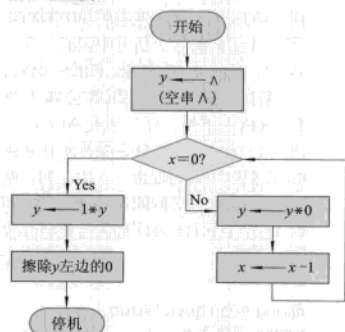 开始
y ← ∧
(空串∧)
x=0?
Yes
No
y ← 1*y
y ← y*0
擦除y左边的0
x ← x-1
停机